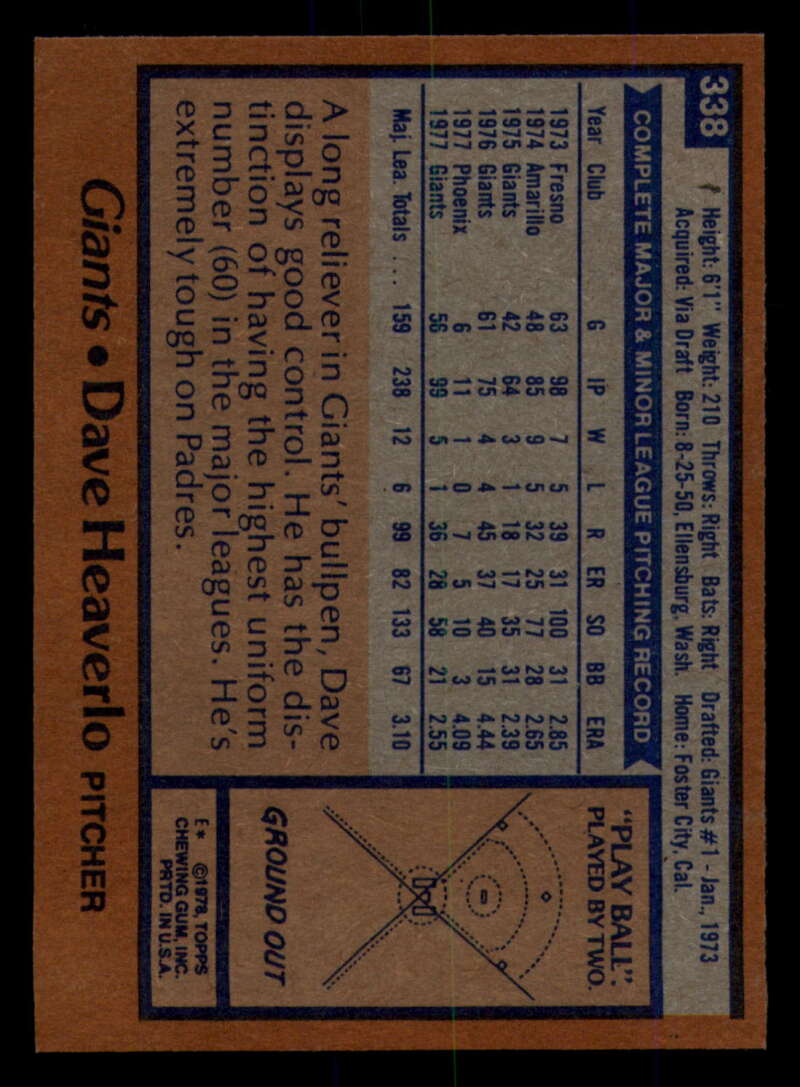 338
Height: 6'1" Weight: 210 Throws: Right Bats: Right Drafted: Giants #1 - Jan., 1973
Acquired: Via Draft Born: 8-25-50, Ellensburg, Wash. Home: Foster City, Cal.
COMPLETE MAJOR & MINOR LEAGUE PITCHING RECORD
Year Club G IP W L R ER SO BB ERA
1973 Fresno 63 98 7 5 39 31 100 31 2.85
1974 Amarillo 48 85 9 5 32 25 77 28 2.65
1975 Giants 42 64 3 1 18 17 35 31 2.39
1976 Giants 61 75 4 4 45 37 40 15 4.44
1977 Phoenix 6 11 1 0 7 5 10 3 4.09
1977 Giants 56 99 5 1 36 28 58 21 2.55
Maj. Lea. Totals ... 159 238 12 6 99 82 133 67 3.10
A long reliever in Giants' bullpen, Dave
displays good control. He has the dis-
tinction of having the highest uniform
number (60) in the major leagues. He's
extremely tough on Padres.
"PLAY BALL".
PLAYED BY TWO.
GROUND OUT
E* ©1978, TOPPS
CHEWING GUM, INC.
PRTD. IN U.S.A.
Giants • Dave Heaverlo PITCHER